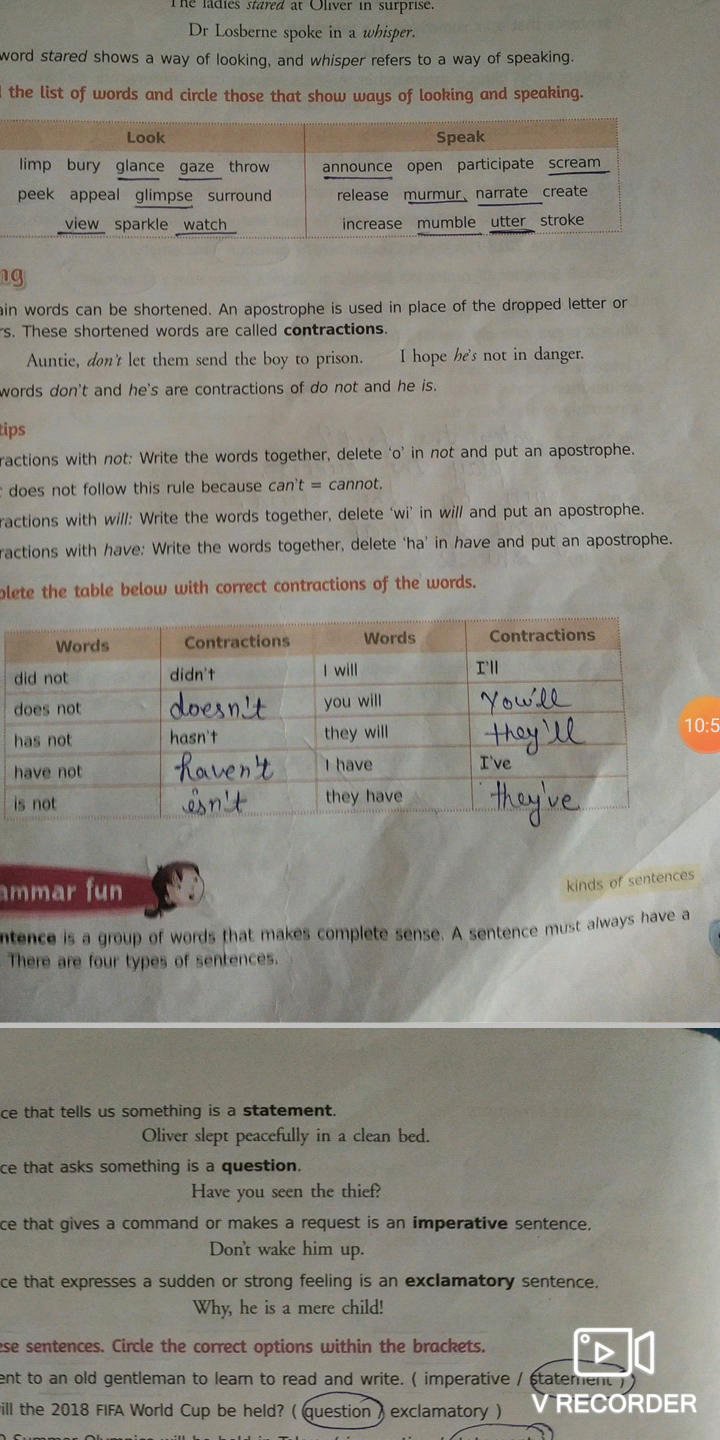 The ladies stared at Oliver in surprise.
Dr Losberne spoke in a whisper.
word stared shows a way of looking, and whisper refers to a way of speaking.
the list of words and circle those that show ways of looking and speaking.
Look Speak
limp bury glance gaze throw announce open participate scream
peek appeal glimpse surround release murmur narrate create
view sparkle watch increase mumble utter stroke
ng
ain words can be shortened. An apostrophe is used in place of the dropped letter or
rs. These shortened words are called contractions.
Auntie, don't let them send the boy to prison. I hope he's not in danger.
words don't and he's are contractions of do not and he is.
tips
ractions with not: Write the words together, delete 'o' in not and put an apostrophe.
t does not follow this rule because can't = cannot.
ractions with will: Write the words together, delete 'wi' in will and put an apostrophe.
ractions with have: Write the words together, delete 'ha' in have and put an apostrophe.
plete the table below with correct contractions of the words.
Words Contractions Words Contractions
did not didn't I will I'll
does not doesn't you will you'll
has not hasn't they will they'll
have not haven't I have I've
is not isn't they have they've
10:5
ammar fun
kinds of sentences
ntence is a group of words that makes complete sense. A sentence must always have a
There are four types of sentences.
ce that tells us something is a statement.
Oliver slept peacefully in a clean bed.
ce that asks something is a question.
Have you seen the thief?
ce that gives a command or makes a request is an imperative sentence.
Don't wake him up.
ce that expresses a sudden or strong feeling is an exclamatory sentence.
Why, he is a mere child!
ese sentences. Circle the correct options within the brackets.
ent to an old gentleman to learn to read and write. ( imperative / statement )
ill the 2018 FIFA World Cup be held? ( question / exclamatory )
V RECORDER